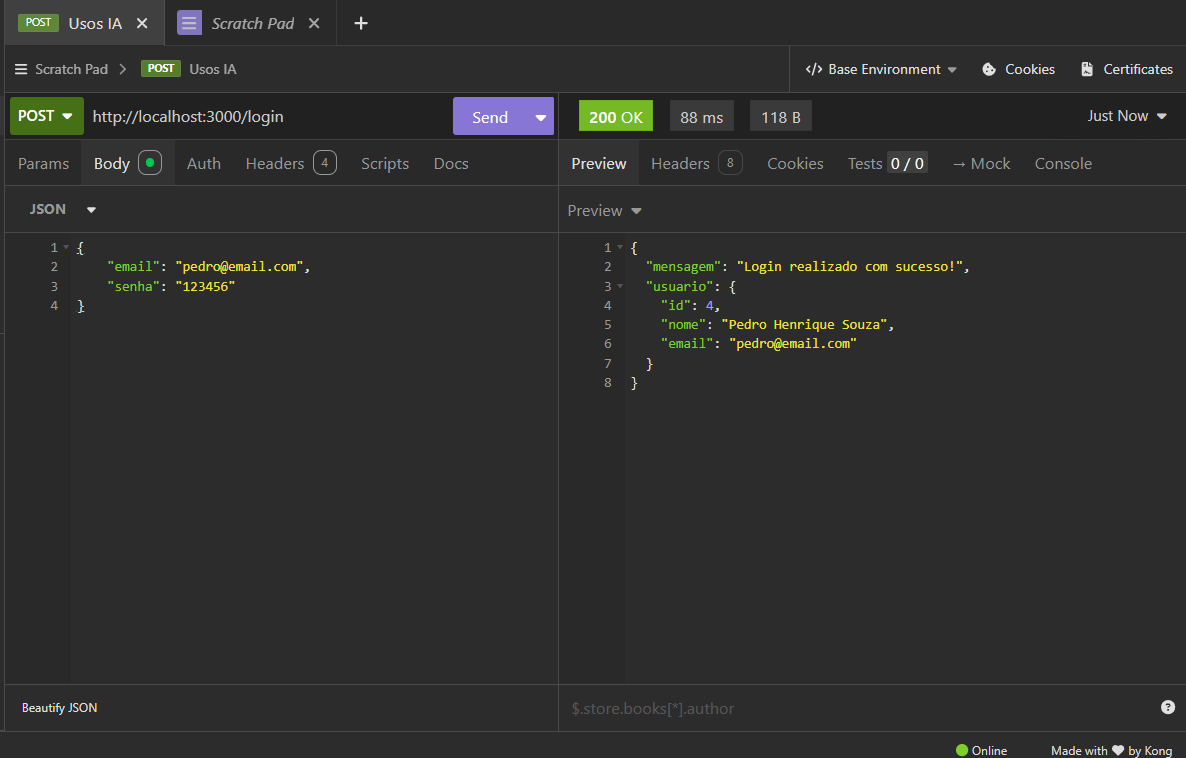 POST Usos IA × Scratch Pad × +
Scratch Pad > POST Usos IA </> Base Environment Cookies Certificates
POST http://localhost:3000/login Send 200 OK 88 ms 118 B Just Now
Params Body Auth Headers 4 Scripts Docs Preview Headers 8 Cookies Tests 0 / 0 → Mock Console
JSON Preview
1 {
2 "email": "pedro@email.com",
3 "senha": "123456"
4 }
1 {
2 "mensagem": "Login realizado com sucesso!",
3 "usuario": {
4 "id": 4,
5 "nome": "Pedro Henrique Souza",
6 "email": "pedro@email.com"
7 }
8 }
Beautify JSON $.store.books[*].author ?
Online Made with ♥ by Kong